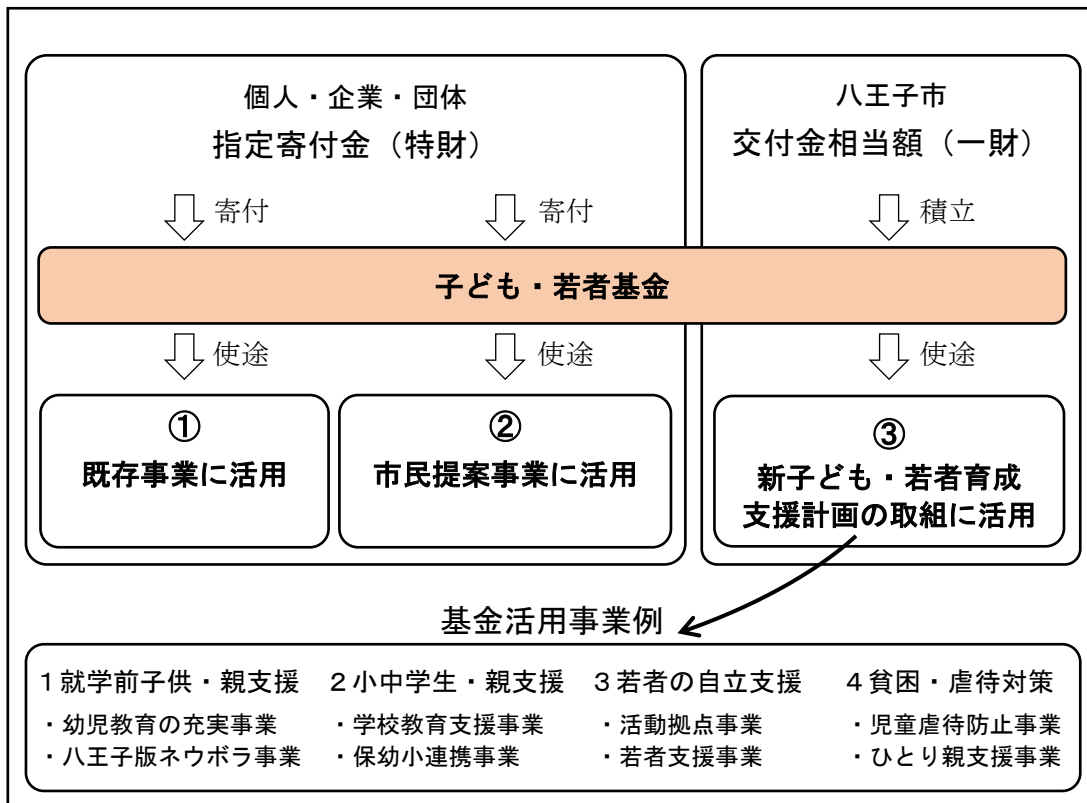 個人・企業・団体
指定寄付金（特財）
八王子市
交付金相当額（一財）
寄付
寄付
積立
子ども・若者基金
使途
使途
使途
①
既存事業に活用
②
市民提案事業に活用
③
新子ども・若者育成
支援計画の取組に活用
基金活用事業例
１就学前子供・親支援
・幼児教育の充実事業
・八王子版ネウボラ事業
２小中学生・親支援
・学校教育支援事業
・保幼小連携事業
３若者の自立支援
・活動拠点事業
・若者支援事業
４貧困・虐待対策
・児童虐待防止事業
・ひとり親支援事業